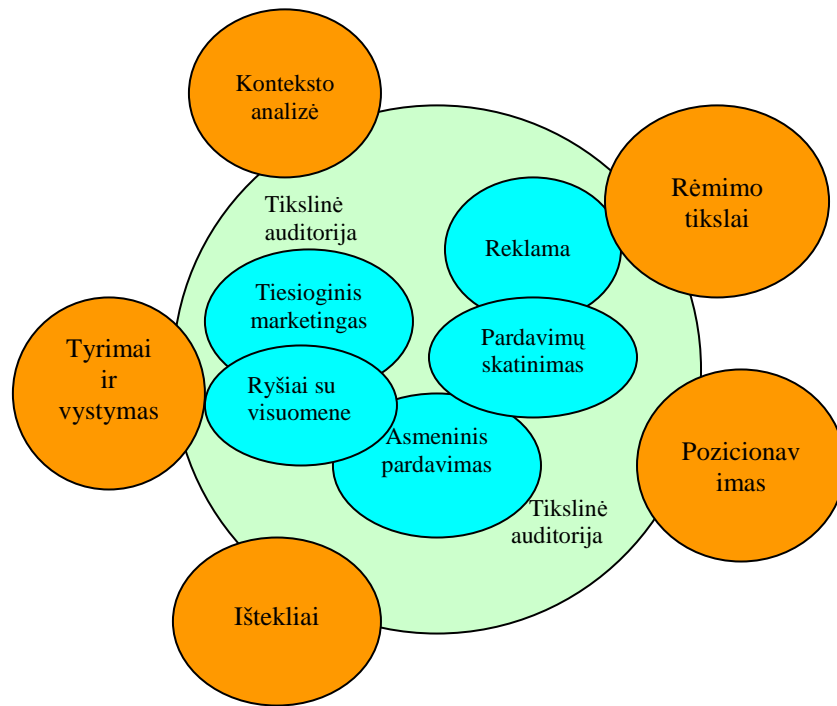 Konteksto
analizė
Rėmimo
tikslai
Tikslinė
auditorija
Reklama
Tiesioginis
marketingas
Pardavimų
skatinimas
Tyrimai
ir
vystymas
Ryšiai su
visuomene
Asmeninis
pardavimas
Pozicionav
imas
Tikslinė
auditorija
Ištekliai